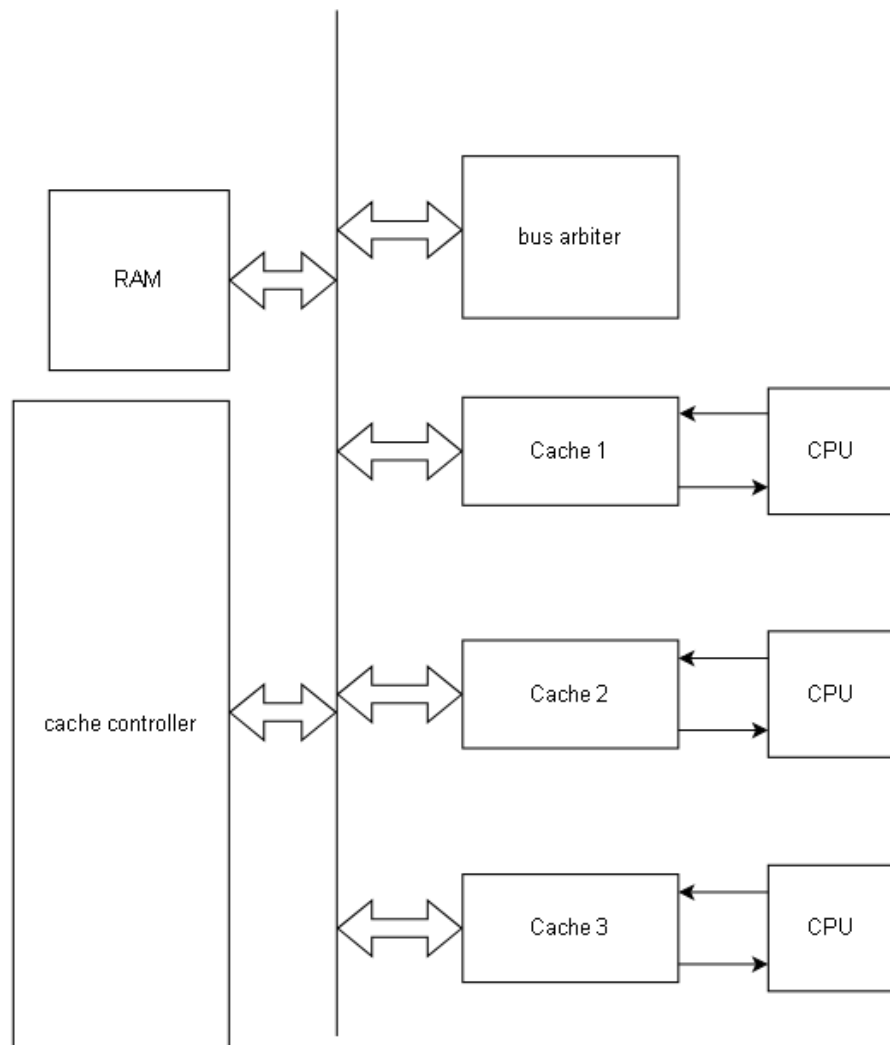 RAM
bus arbiter
Cache 1
CPU
cache controller
Cache 2
CPU
Cache 3
CPU